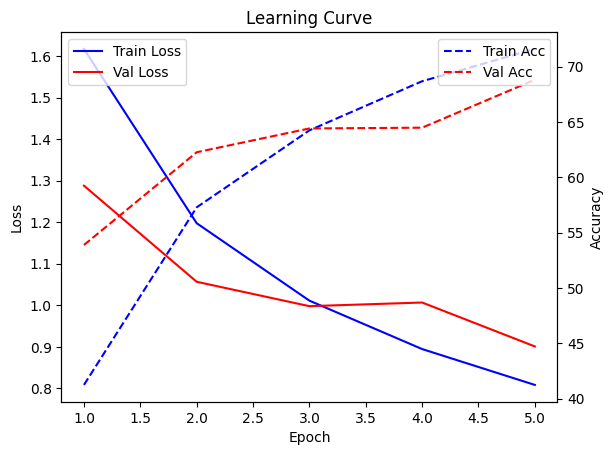 Learning Curve
Train Loss
Val Loss
Train Acc
Val Acc
1.6
1.5
1.4
1.3
1.2
1.1
1.0
0.9
0.8
Loss
70
65
60
55
50
45
40
Accuracy
1.0 1.5 2.0 2.5 3.0 3.5 4.0 4.5 5.0
Epoch